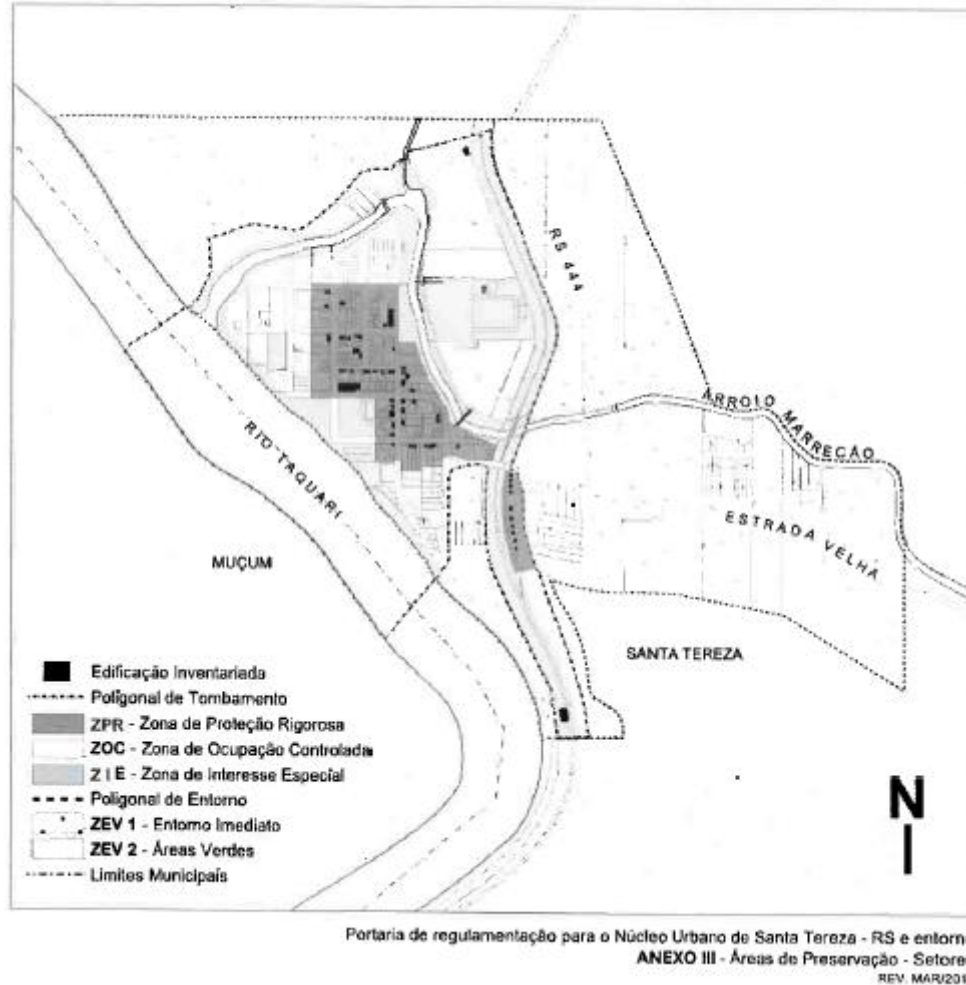 RS 444
ARROIO MARRECÃO
RIO TAQUARI
ESTRADA VELHA
MUÇUM
SANTA TEREZA
Edificação Inventariada
Poligonal de Tombamento
ZPR - Zona de Proteção Rigorosa
ZOC - Zona de Ocupação Controlada
Z I E - Zona de Interesse Especial
Poligonal de Entorno
ZEV 1 - Entorno Imediato
ZEV 2 - Áreas Verdes
Limites Municipais
N
Portaria de regulamentação para o Núcleo Urbano de Santa Tereza - RS e entorn
ANEXO III - Áreas de Preservação - Setore
REV. MAR/201